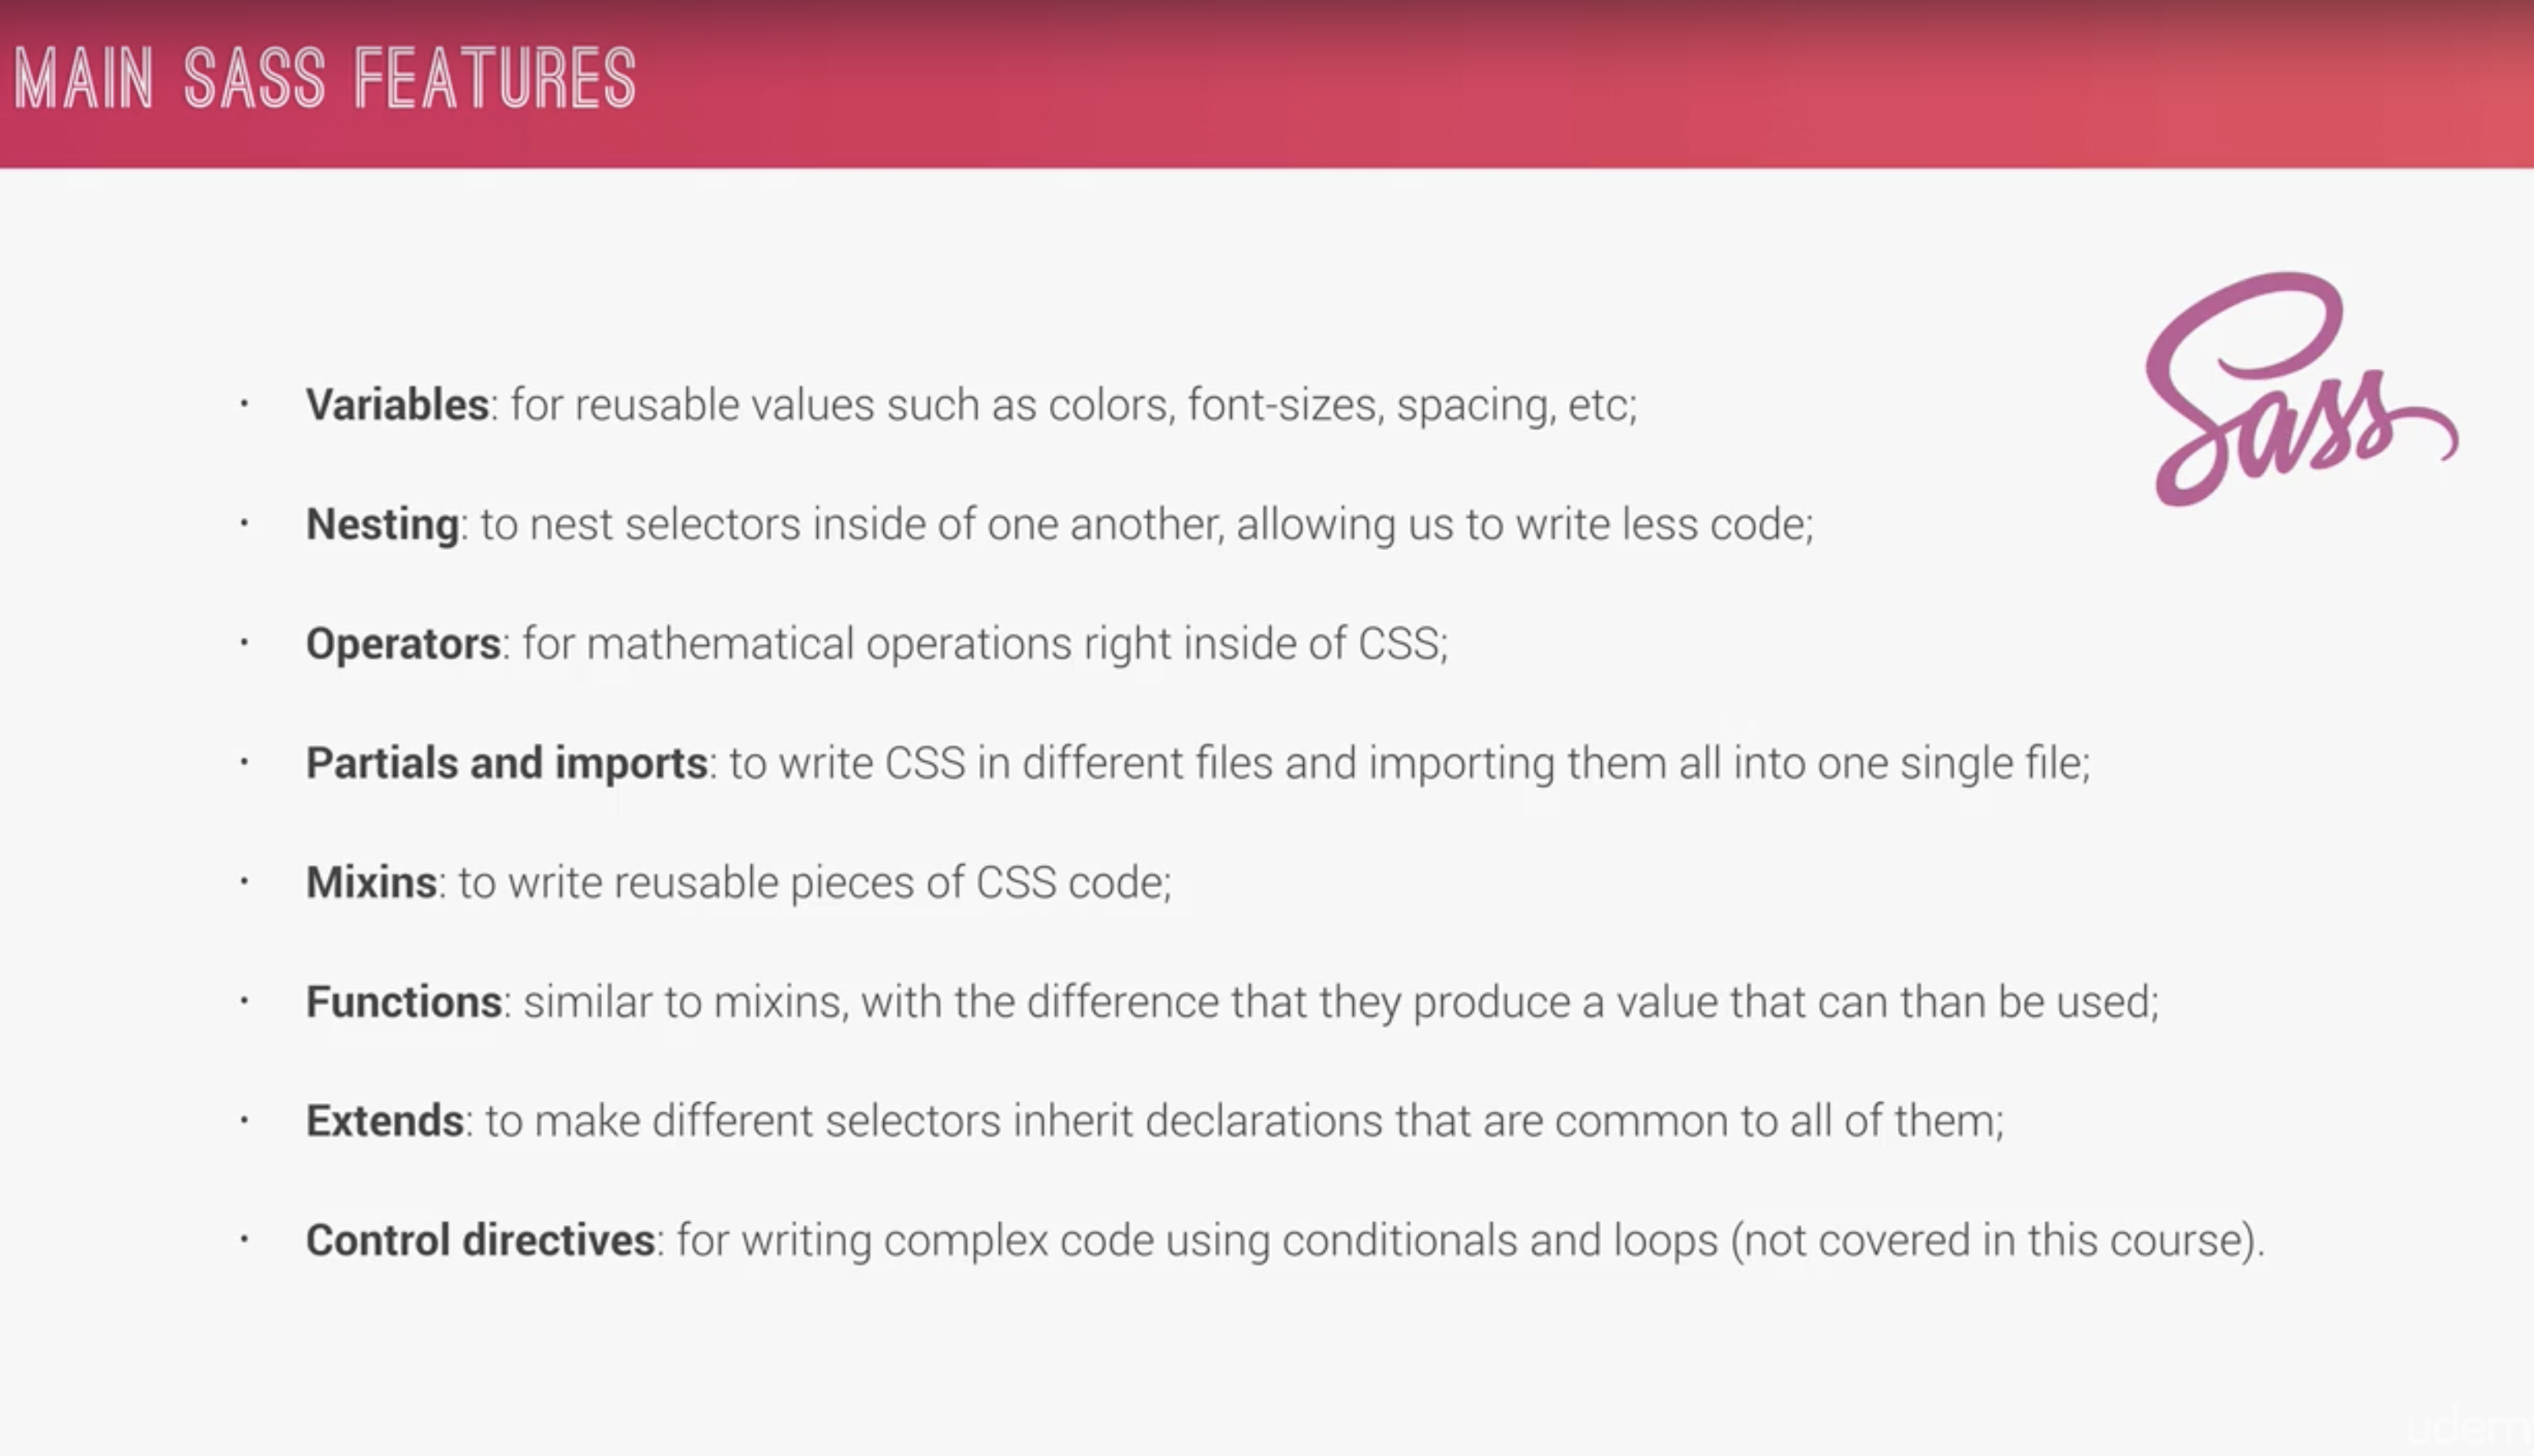 MAIN SASS FEATURES
Sass
· Variables: for reusable values such as colors, font-sizes, spacing, etc;
· Nesting: to nest selectors inside of one another, allowing us to write less code;
· Operators: for mathematical operations right inside of CSS;
· Partials and imports: to write CSS in different files and importing them all into one single file;
· Mixins: to write reusable pieces of CSS code;
· Functions: similar to mixins, with the difference that they produce a value that can than be used;
· Extends: to make different selectors inherit declarations that are common to all of them;
· Control directives: for writing complex code using conditionals and loops (not covered in this course).